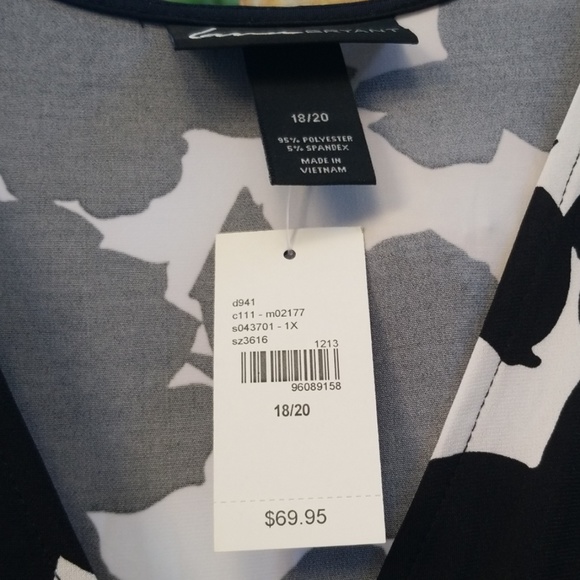 Lane BRYANT
18/20
95% POLYESTER
5% SPANDEX
MADE IN
VIETNAM
d941
c111 - m02177
s043701 - 1X
sz3616
1213
96089158
18/20
$69.95